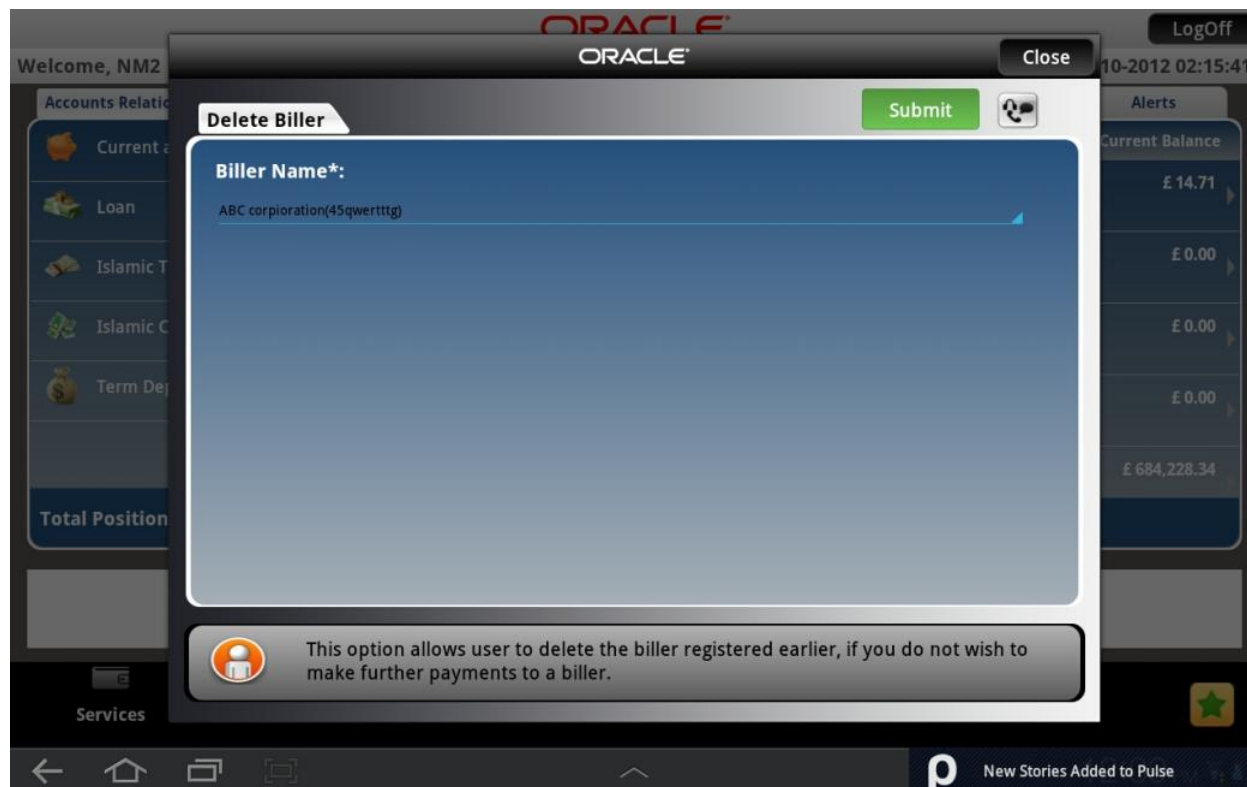 ORACLE
LogOff
ORACLE
Close
Welcome, NM2
10-2012 02:15:41
Accounts Relatio
Alerts
Delete Biller
Submit
Current a
Current Balance
Biller Name*:
£ 14.71
Loan
ABC corpioration(45qwertttg)
Islamic T
£ 0.00
Islamic C
£ 0.00
Term Dep
£ 0.00
£ 684,228.34
Total Position
This option allows user to delete the biller registered earlier, if you do not wish to
make further payments to a biller.
Services
New Stories Added to Pulse